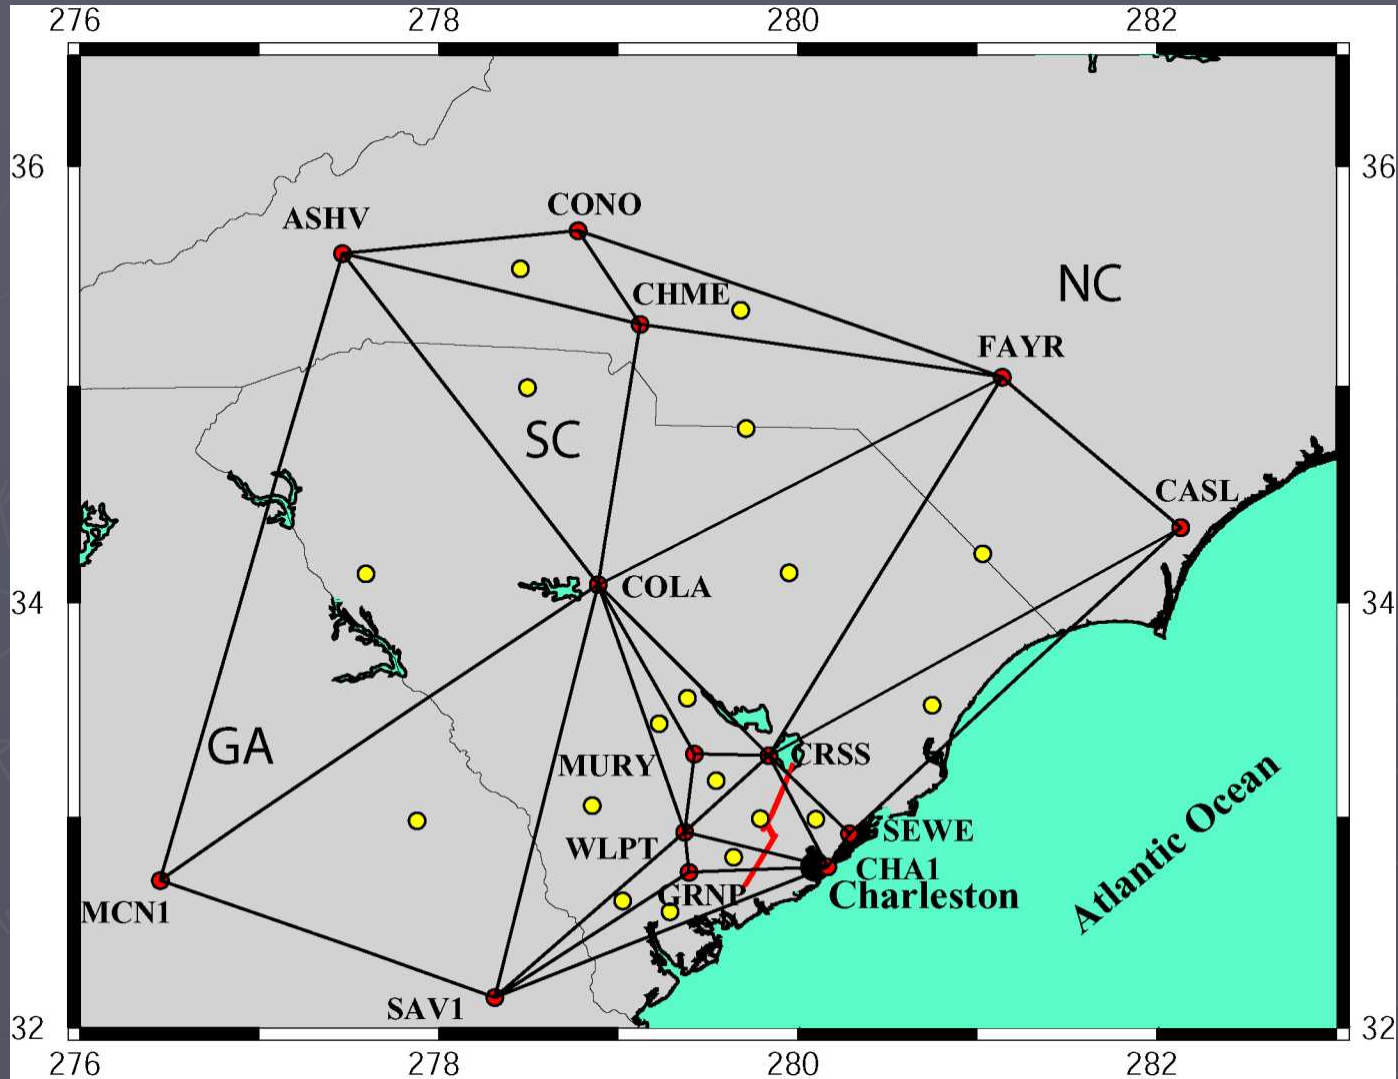 276 278 280 282
36 36
CONO
ASHV
NC
CHME
FAYR
SC
CASL
COLA
34 34
GA
MURY
CRSS
WLPT
SEWE
CHA1
GRNP
Charleston
MCN1
Atlantic Ocean
SAV1
32 32
276 278 280 282